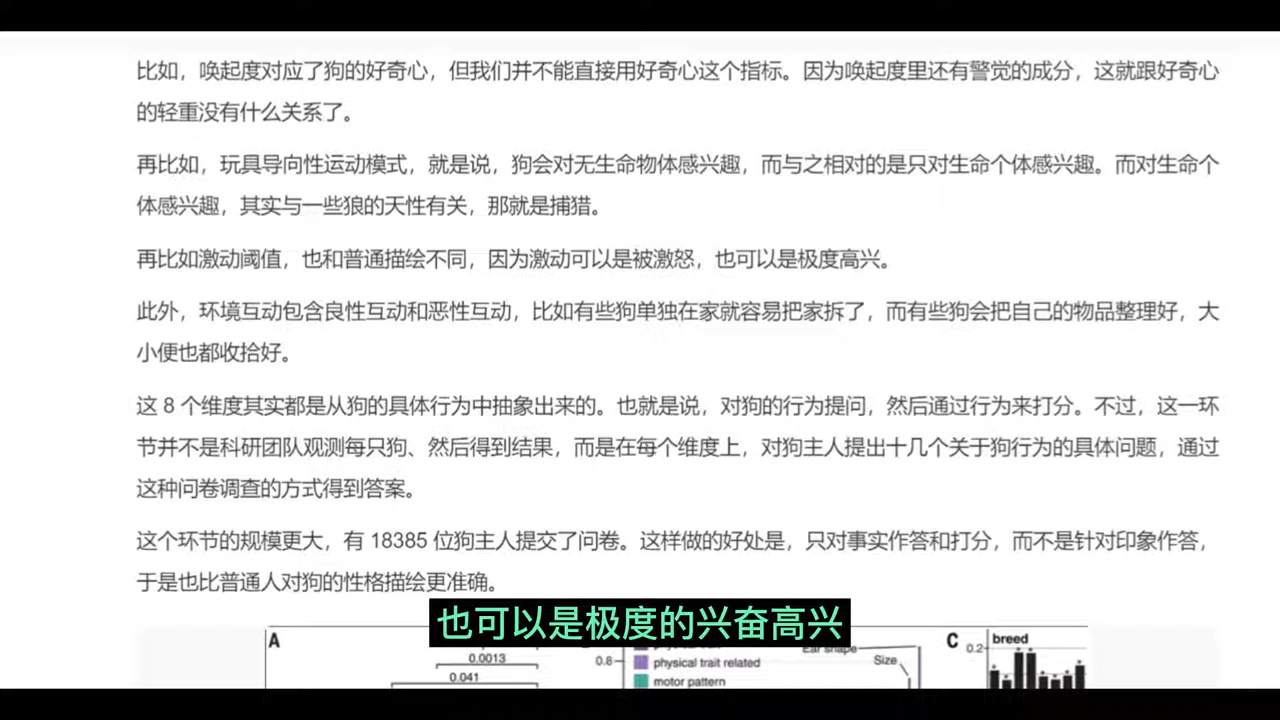 比如，唤起度对应了狗的好奇心，但我们并不能直接用好奇心这个指标。因为唤起度里还有警觉的成分，这就跟好奇心
的轻重没有什么关系了。
再比如，玩具导向性运动模式，就是说，狗会对无生命物体感兴趣，而与之相对的是只对生命个体感兴趣。而对生命个
体感兴趣，其实与一些狼的天性有关，那就是捕猎。
再比如激动阈值，也和普通描绘不同，因为激动可以是被激怒，也可以是极度高兴。
此外，环境互动包含良性互动和恶性互动，比如有些狗单独在家就容易把家拆了，而有些狗会把自己的物品整理好，大
小便也都收拾好。
这 8 个维度其实都是从狗的具体行为中抽象出来的。也就是说，对狗的行为提问，然后通过行为来打分。不过，这一环
节并不是科研团队观测每只狗、然后得到结果，而是在每个维度上，对狗主人提出十几个关于狗行为的具体问题，通过
这种问卷调查的方式得到答案。
这个环节的规模更大，有 18385 位狗主人提交了问卷。这样做的好处是，只对事实作答和打分，而不是针对印象作答，
于是也比普通人对狗的性格描绘更准确。
也可以是极度的兴奋高兴
A
0.0013
0.041
0.8
physical trait related
motor pattern
Ear shape
Size
C
breed
0.2